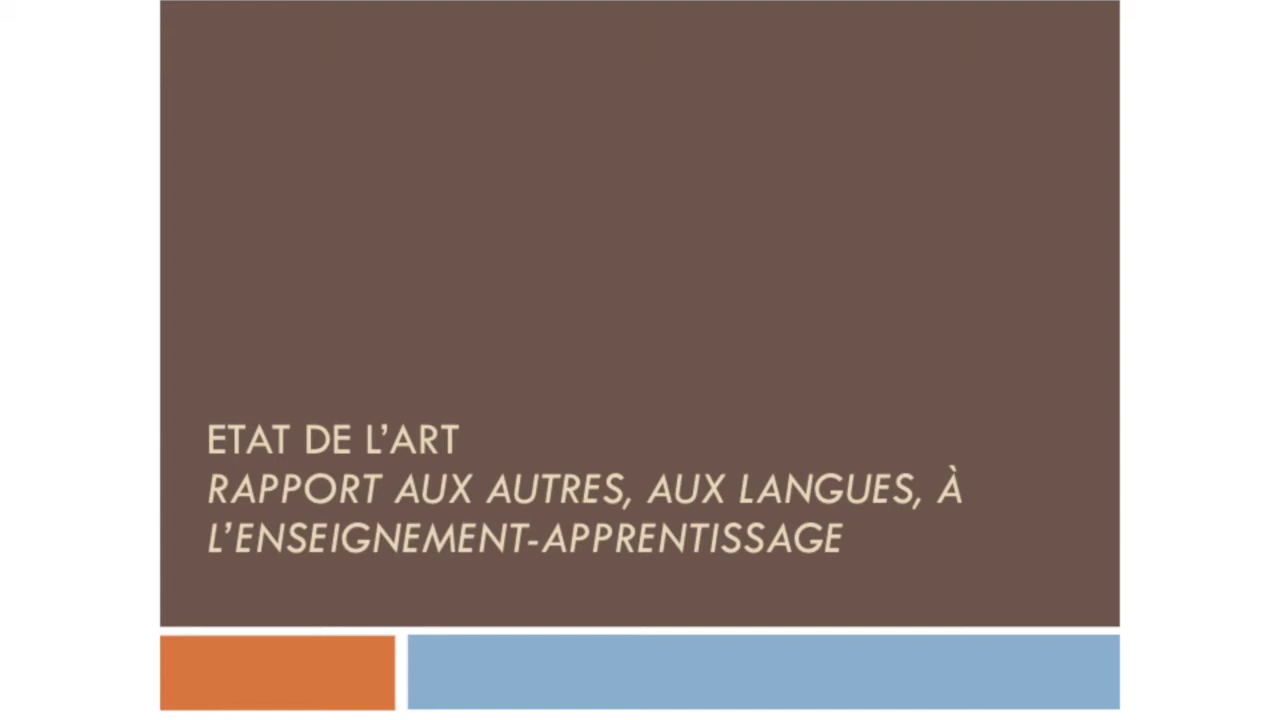 ETAT DE L’ART
RAPPORT AUX AUTRES, AUX LANGUES, À
L’ENSEIGNEMENT-APPRENTISSAGE